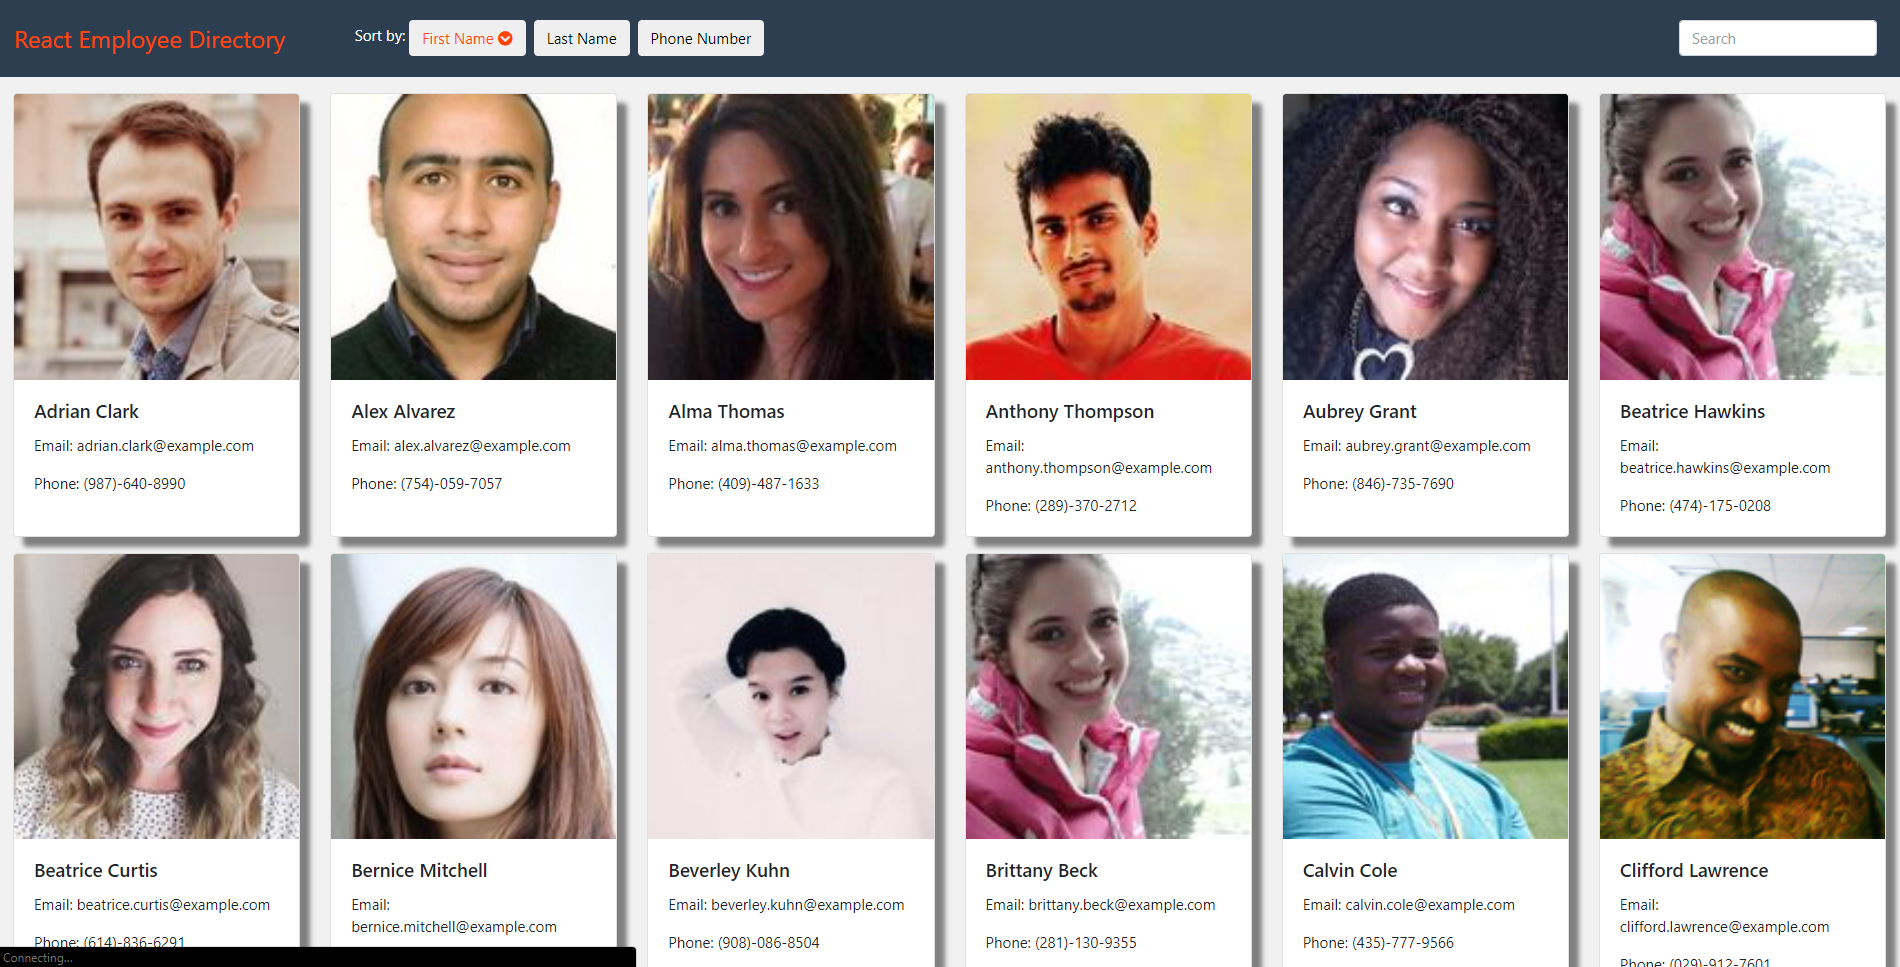 React Employee Directory
Sort by: First Name Last Name Phone Number
Search
Adrian Clark
Email: adrian.clark@example.com
Phone: (987)-640-8990
Alex Alvarez
Email: alex.alvarez@example.com
Phone: (754)-059-7057
Alma Thomas
Email: alma.thomas@example.com
Phone: (409)-487-1633
Anthony Thompson
Email:
anthony.thompson@example.com
Phone: (289)-370-2712
Aubrey Grant
Email: aubrey.grant@example.com
Phone: (846)-735-7690
Beatrice Hawkins
Email:
beatrice.hawkins@example.com
Phone: (474)-175-0208
Beatrice Curtis
Email: beatrice.curtis@example.com
Phone: (614)-836-6291
Bernice Mitchell
Email:
bernice.mitchell@example.com
Beverley Kuhn
Email: beverley.kuhn@example.com
Phone: (908)-086-8504
Brittany Beck
Email: brittany.beck@example.com
Phone: (281)-130-9355
Calvin Cole
Email: calvin.cole@example.com
Phone: (435)-777-9566
Clifford Lawrence
Email:
clifford.lawrence@example.com
Phone: (029)-912-7601
Connecting...